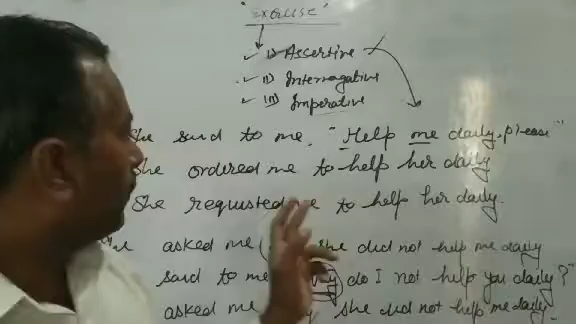 "Exercise"
i) Assertive
ii) Interrogative
iii) Imperative
She said to me, "Help me daily, please"
She ordered me to help her daily
She requested me to help her daily.
asked me she did not help me daily
said to me do I not help you daily?"
asked me she did not help me daily